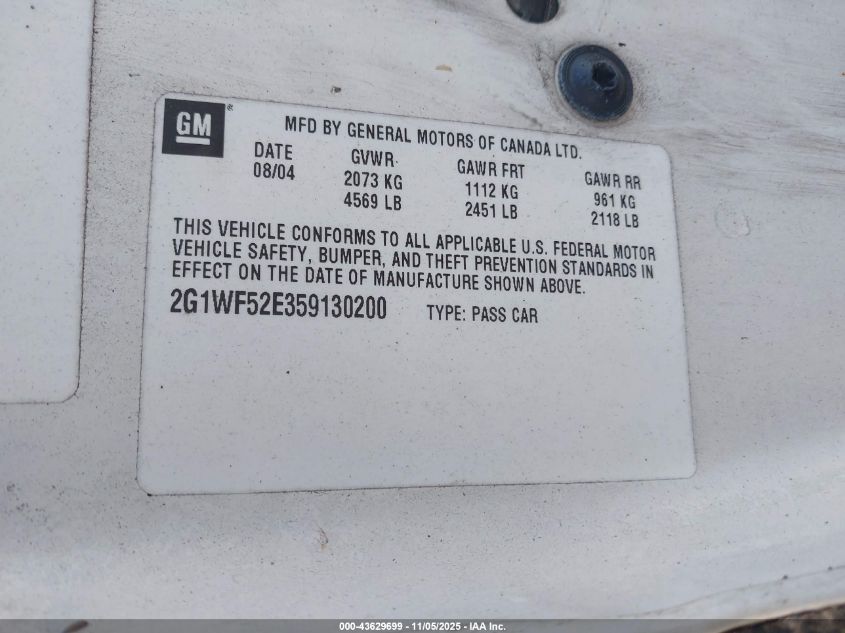 GM®
MFD BY GENERAL MOTORS OF CANADA LTD.
DATE GVWR GAWR FRT GAWR RR
08/04 2073 KG 1112 KG 961 KG
4569 LB 2451 LB 2118 LB
THIS VEHICLE CONFORMS TO ALL APPLICABLE U.S. FEDERAL MOTOR
VEHICLE SAFETY, BUMPER, AND THEFT PREVENTION STANDARDS IN
EFFECT ON THE DATE OF MANUFACTURE SHOWN ABOVE.
2G1WF52E359130200 TYPE: PASS CAR
000-43629699 - 11/05/2025 - IAA Inc.